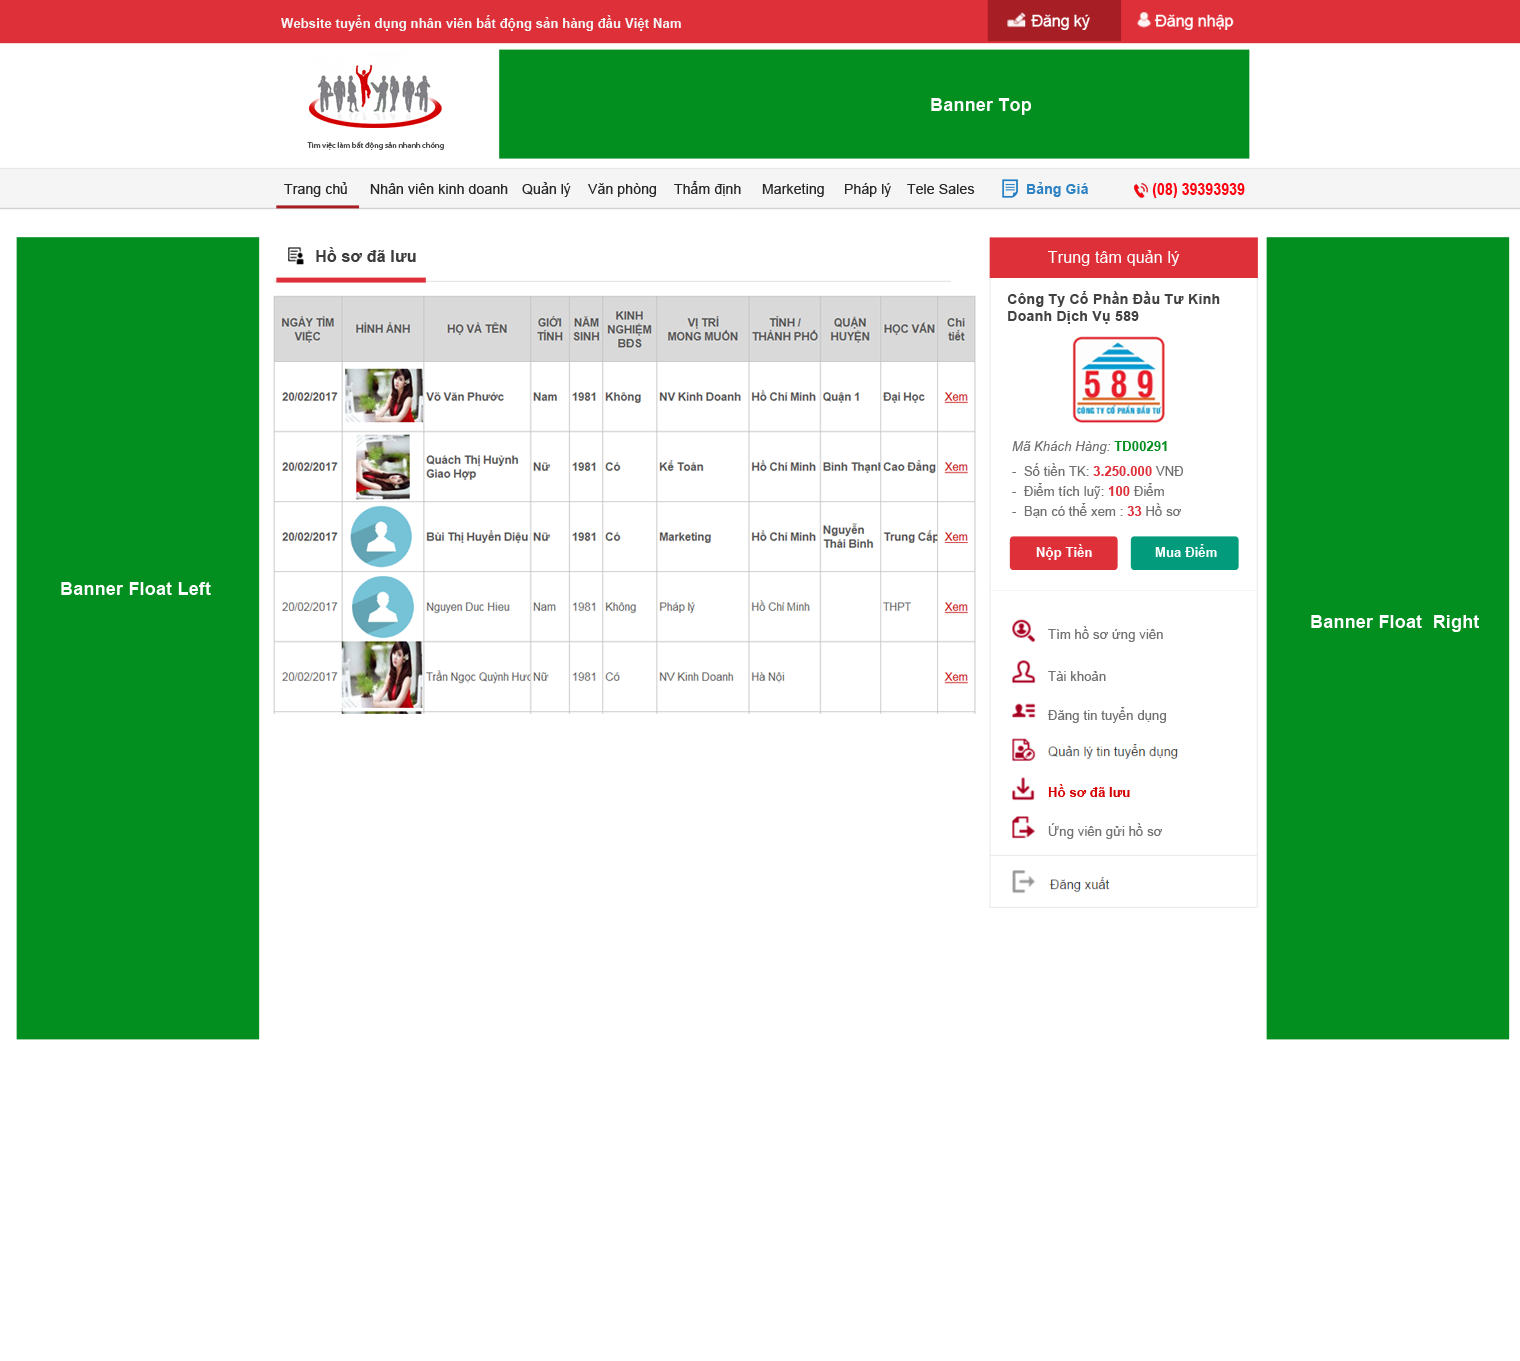 Website tuyển dụng nhân viên bất động sản hàng đầu Việt Nam
Đăng ký
Đăng nhập
Tìm việc làm bất động sản nhanh chóng
Banner Top
Trang chủ Nhân viên kinh doanh Quản lý Văn phòng Thẩm định Marketing Pháp lý Tele Sales Bảng Giá (08) 39393939
Banner Float Left
Hồ sơ đã lưu
NGÀY TÌM VIỆC HÌNH ẢNH HỌ VÀ TÊN GIỚI TÍNH NĂM SINH KINH NGHIỆM BĐS VỊ TRÍ MONG MUỐN TỈNH / THÀNH PHỐ QUẬN HUYỆN HỌC VẤN Chi tiết
20/02/2017 Võ Văn Phước Nam 1981 Không NV Kinh Doanh Hồ Chí Minh Quận 1 Đại Học Xem
20/02/2017 Quách Thị Huỳnh Giao Hợp Nữ 1981 Có Kế Toán Hồ Chí Minh Bình Thạnh Cao Đẳng Xem
20/02/2017 Bùi Thị Huyền Diệu Nữ 1981 Có Marketing Hồ Chí Minh Nguyễn Thái Bình Trung Cấp Xem
20/02/2017 Nguyen Duc Hieu Nam 1981 Không Pháp lý Hồ Chí Minh THPT Xem
20/02/2017 Trần Ngọc Quỳnh Hươ Nữ 1981 Có NV Kinh Doanh Hà Nội Xem
Trung tâm quản lý
Công Ty Cổ Phần Đầu Tư Kinh
Doanh Dịch Vụ 589
589
CÔNG TY CỔ PHẦN ĐẦU TƯ
Mã Khách Hàng: TD00291
- Số tiền TK: 3.250.000 VNĐ
- Điểm tích luỹ: 100 Điểm
- Bạn có thể xem : 33 Hồ sơ
Nộp Tiền
Mua Điểm
Tìm hồ sơ ứng viên
Tài khoản
Đăng tin tuyển dụng
Quản lý tin tuyển dụng
Hồ sơ đã lưu
Ứng viên gửi hồ sơ
Đăng xuất
Banner Float Right